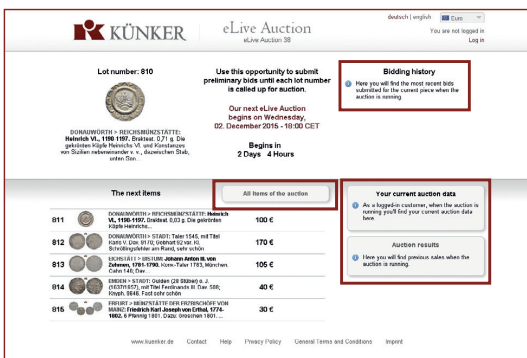 KÜNKER
eLive Auction
eLive Auction 38
deutsch | english
Euro
You are not logged in
Log in
Lot number: 810
DONAUWÖRTH > REICHSMÜNZSTÄTTE:
Heinrich VI., 1190-1197. Brakteat. 0,71 g. Die
gekrönten Köpfe Heinrichs VI. und Konstanzes
von Sizilien nebeneinander v. v., dazwischen Stab,
unten San...
Use this opportunity to submit
preliminary bids until each lot number
is called up for auction.
Our next eLive Auction
begins on Wednesday,
02. December 2015 - 18:00 CET
Begins in
2 Days 4 Hours
Bidding history
Here you will find the most recent bids
submitted for the current piece when the
auction is running.
The next items
All items of the auction
811
DONAUWÖRTH > REICHSMÜNZSTÄTTE: Heinrich
VI., 1190-1197. Brakteat. 0,83 g. Die gekrönten
Köpfe Heinrichs...
100 €
812
DONAUWÖRTH > STADT: Taler 1545, mit Titel
Karls V. Dav. 9170; Gebhart 92 var. Kl.
Schrötlingsfehler am Rand, sehr schön
170 €
813
EICHSTÄTT > BISTUM: Johann Anton III. von
Zehmen, 1781-1790. Konv.-Taler 1783, München.
Cahn 148; Dav....
105 €
814
EMDEN > STADT: Gulden (28 Stüber) o. J.
(1637/1657), mit Titel Ferdinands III. Dav. 508;
Knyph. 6646. Fast sehr schön
40 €
815
ERFURT > MÜNZSTÄTTE DER ERZBISCHÖFE VON
MAINZ: Friedrich Karl Joseph von Erthal, 1774-
1802. 6 Pfennig 1801. Dazu: Groschen 1801. ...
30 €
Your current auction data
As a logged-in customer, when the auction is
running you'll find your current auction data
here.
Auction results
Here you will find previous sales when the
auction is running.
www.kuenker.de Contact Help Privacy Policy General Terms and Conditions Imprint